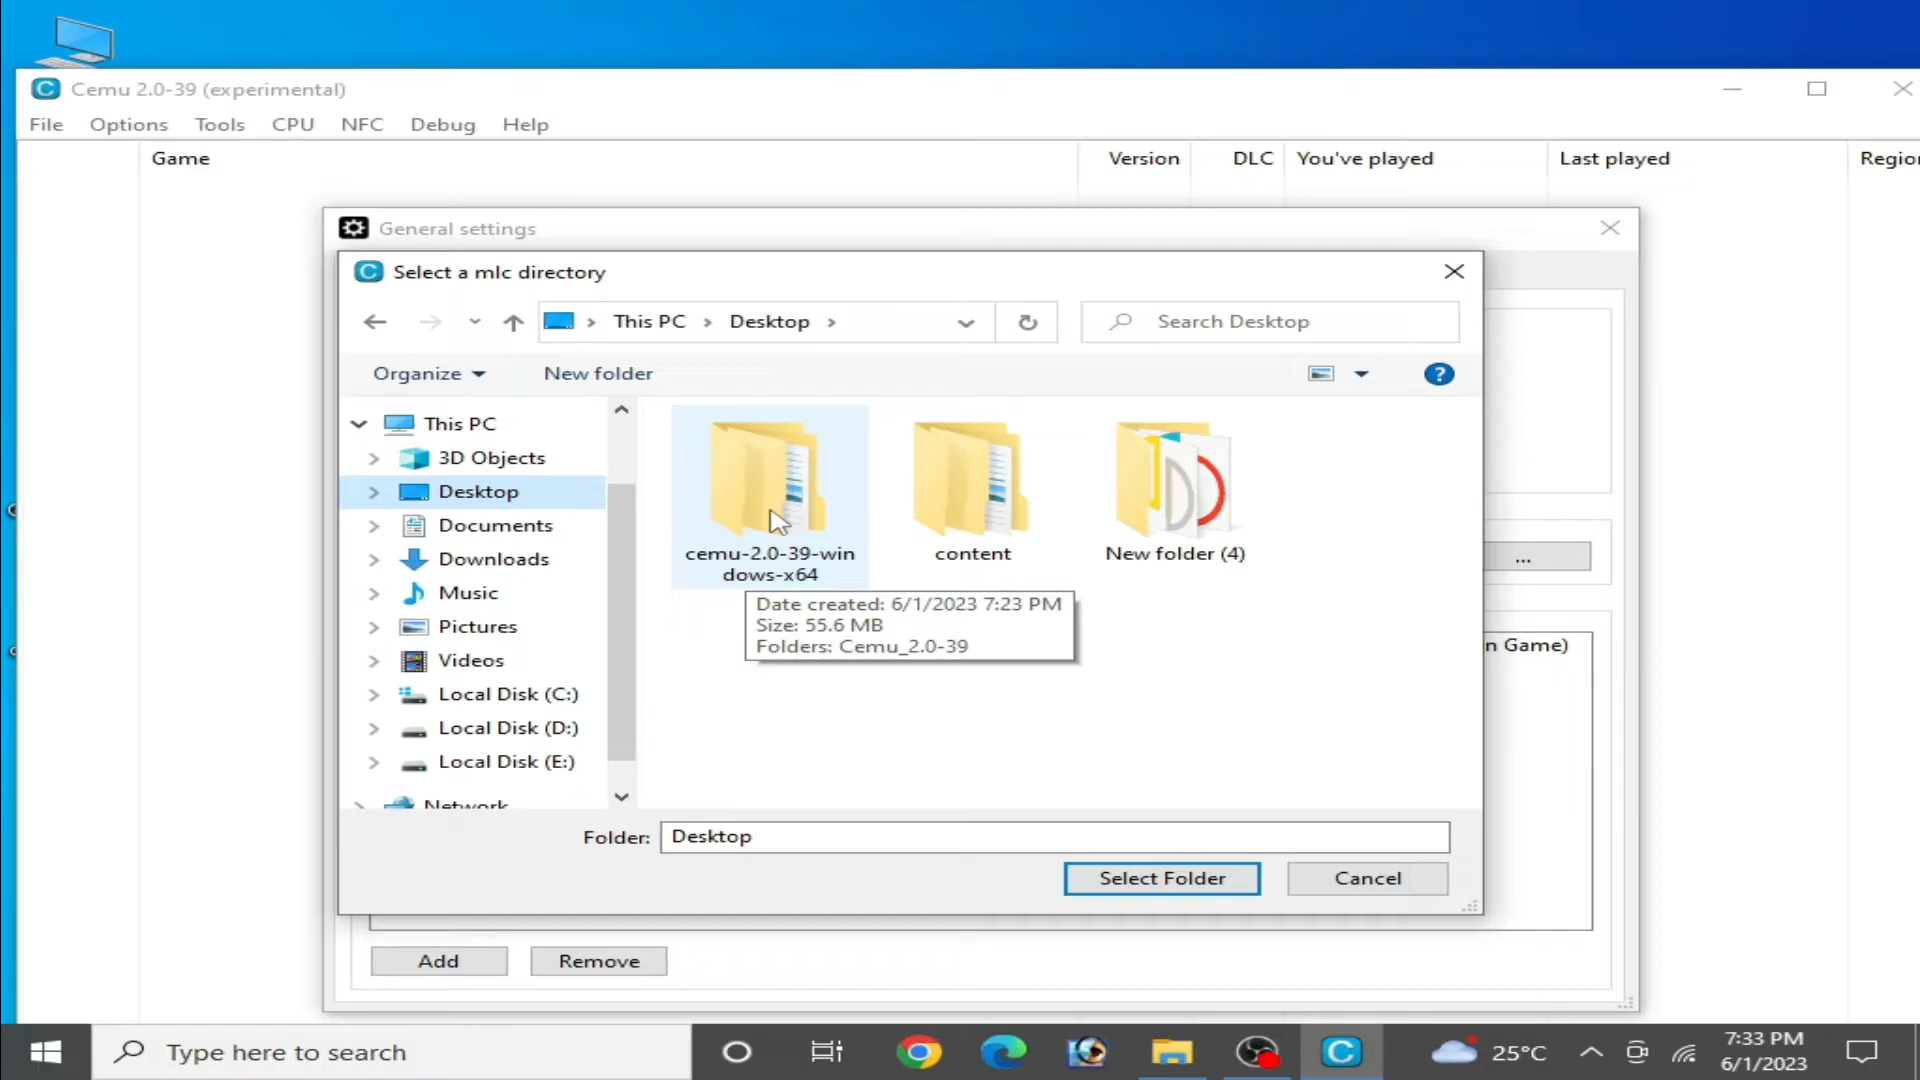 Cemu 2.0-39 (experimental)
File Options Tools CPU NFC Debug Help
Game Version DLC You've played Last played Regio
General settings
Select a mlc directory
This PC Desktop Search Desktop
Organize New folder
This PC
3D Objects
Desktop
Documents
Downloads
Music
Pictures
Videos
Local Disk (C:)
Local Disk (D:)
Local Disk (E:)
Network
cemu-2.0-39-win
dows-x64
content
New folder (4)
Date created: 6/1/2023 7:23 PM
Size: 55.6 MB
Folders: Cemu_2.0-39
...
n Game)
Folder: Desktop
Select Folder Cancel
Add Remove
Type here to search
25°C
7:33 PM
6/1/2023